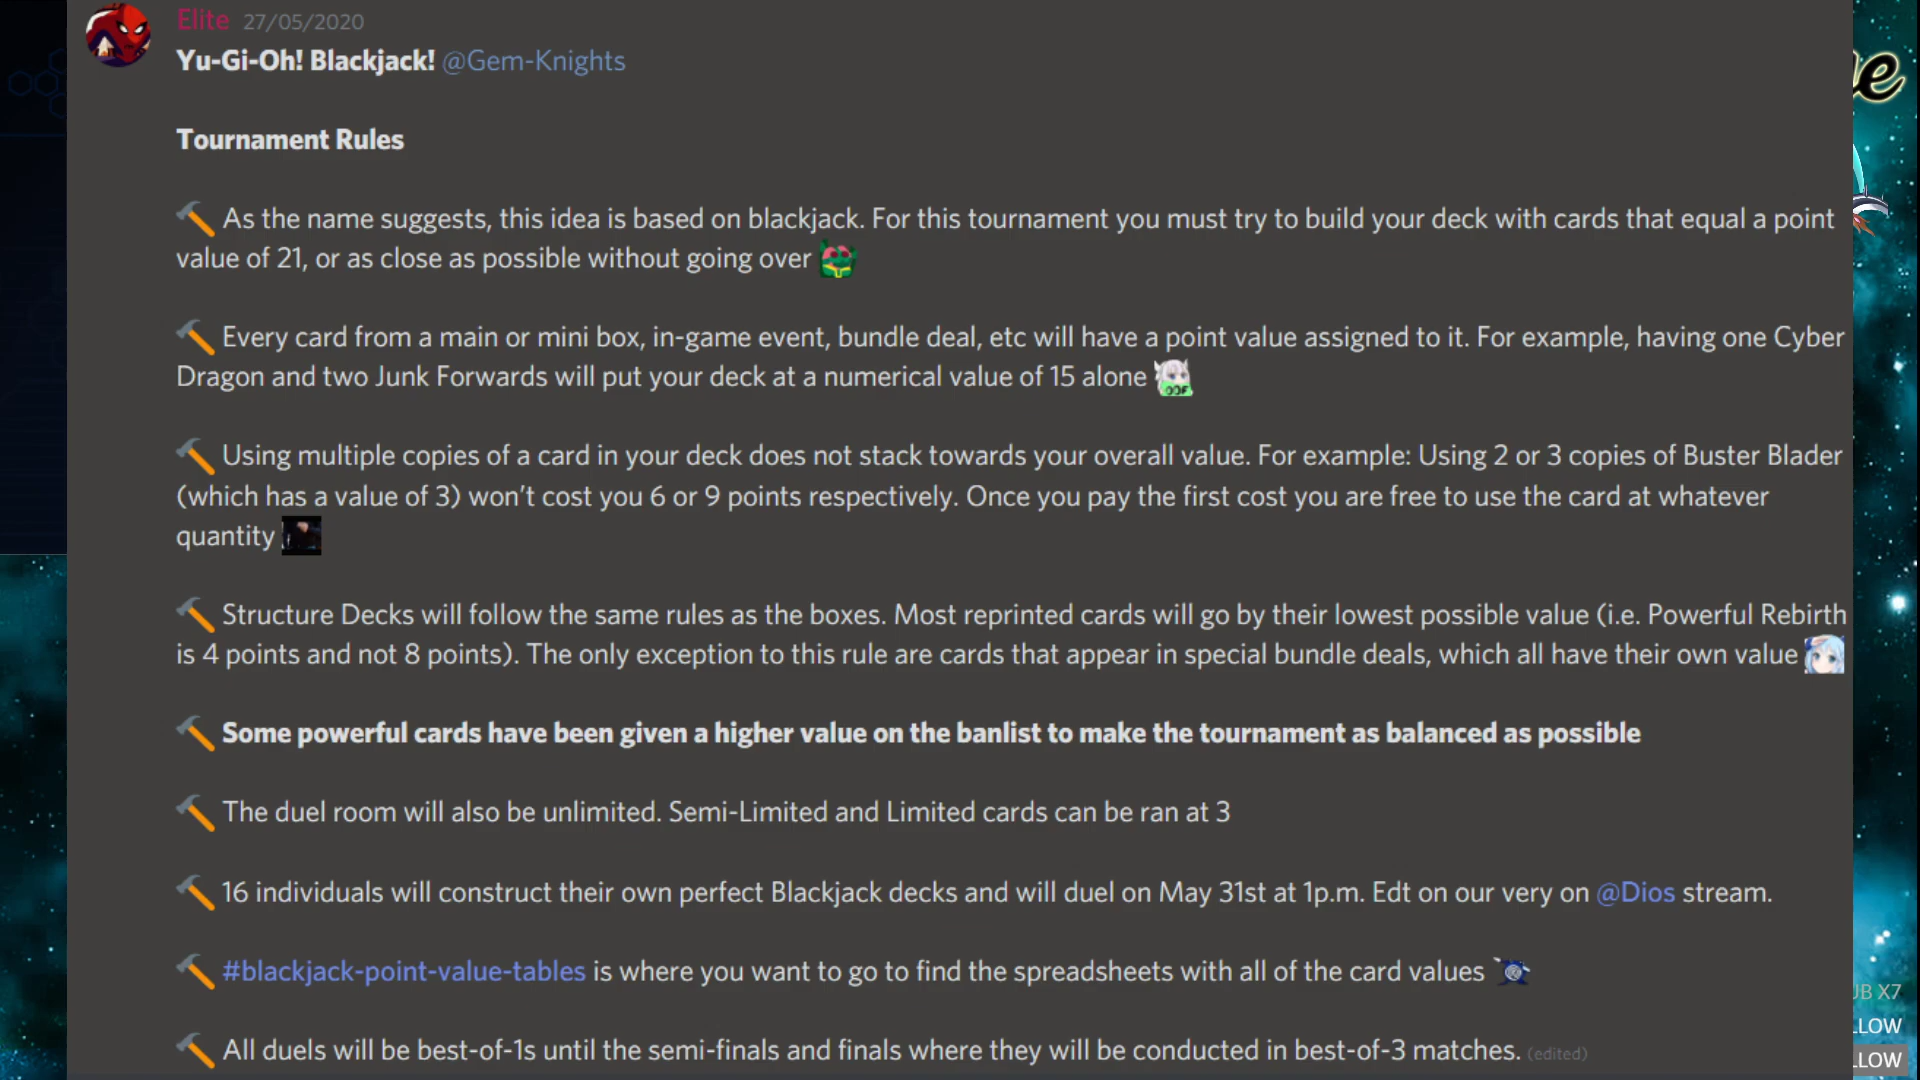 Elite 27/05/2020
Yu-Gi-Oh! Blackjack! @Gem-Knights
Tournament Rules
As the name suggests, this idea is based on blackjack. For this tournament you must try to build your deck with cards that equal a point
value of 21, or as close as possible without going over
Every card from a main or mini box, in-game event, bundle deal, etc will have a point value assigned to it. For example, having one Cyber
Dragon and two Junk Forwards will put your deck at a numerical value of 15 alone
OOF
Using multiple copies of a card in your deck does not stack towards your overall value. For example: Using 2 or 3 copies of Buster Blader
(which has a value of 3) won't cost you 6 or 9 points respectively. Once you pay the first cost you are free to use the card at whatever
quantity
Structure Decks will follow the same rules as the boxes. Most reprinted cards will go by their lowest possible value (i.e. Powerful Rebirth
is 4 points and not 8 points). The only exception to this rule are cards that appear in special bundle deals, which all have their own value
Some powerful cards have been given a higher value on the banlist to make the tournament as balanced as possible
The duel room will also be unlimited. Semi-Limited and Limited cards can be ran at 3
16 individuals will construct their own perfect Blackjack decks and will duel on May 31st at 1p.m. Edt on our very on @Dios stream.
#blackjack-point-value-tables is where you want to go to find the spreadsheets with all of the card values
UB X7
LLOW
All duels will be best-of-1s until the semi-finals and finals where they will be conducted in best-of-3 matches. (edited)
LLOW